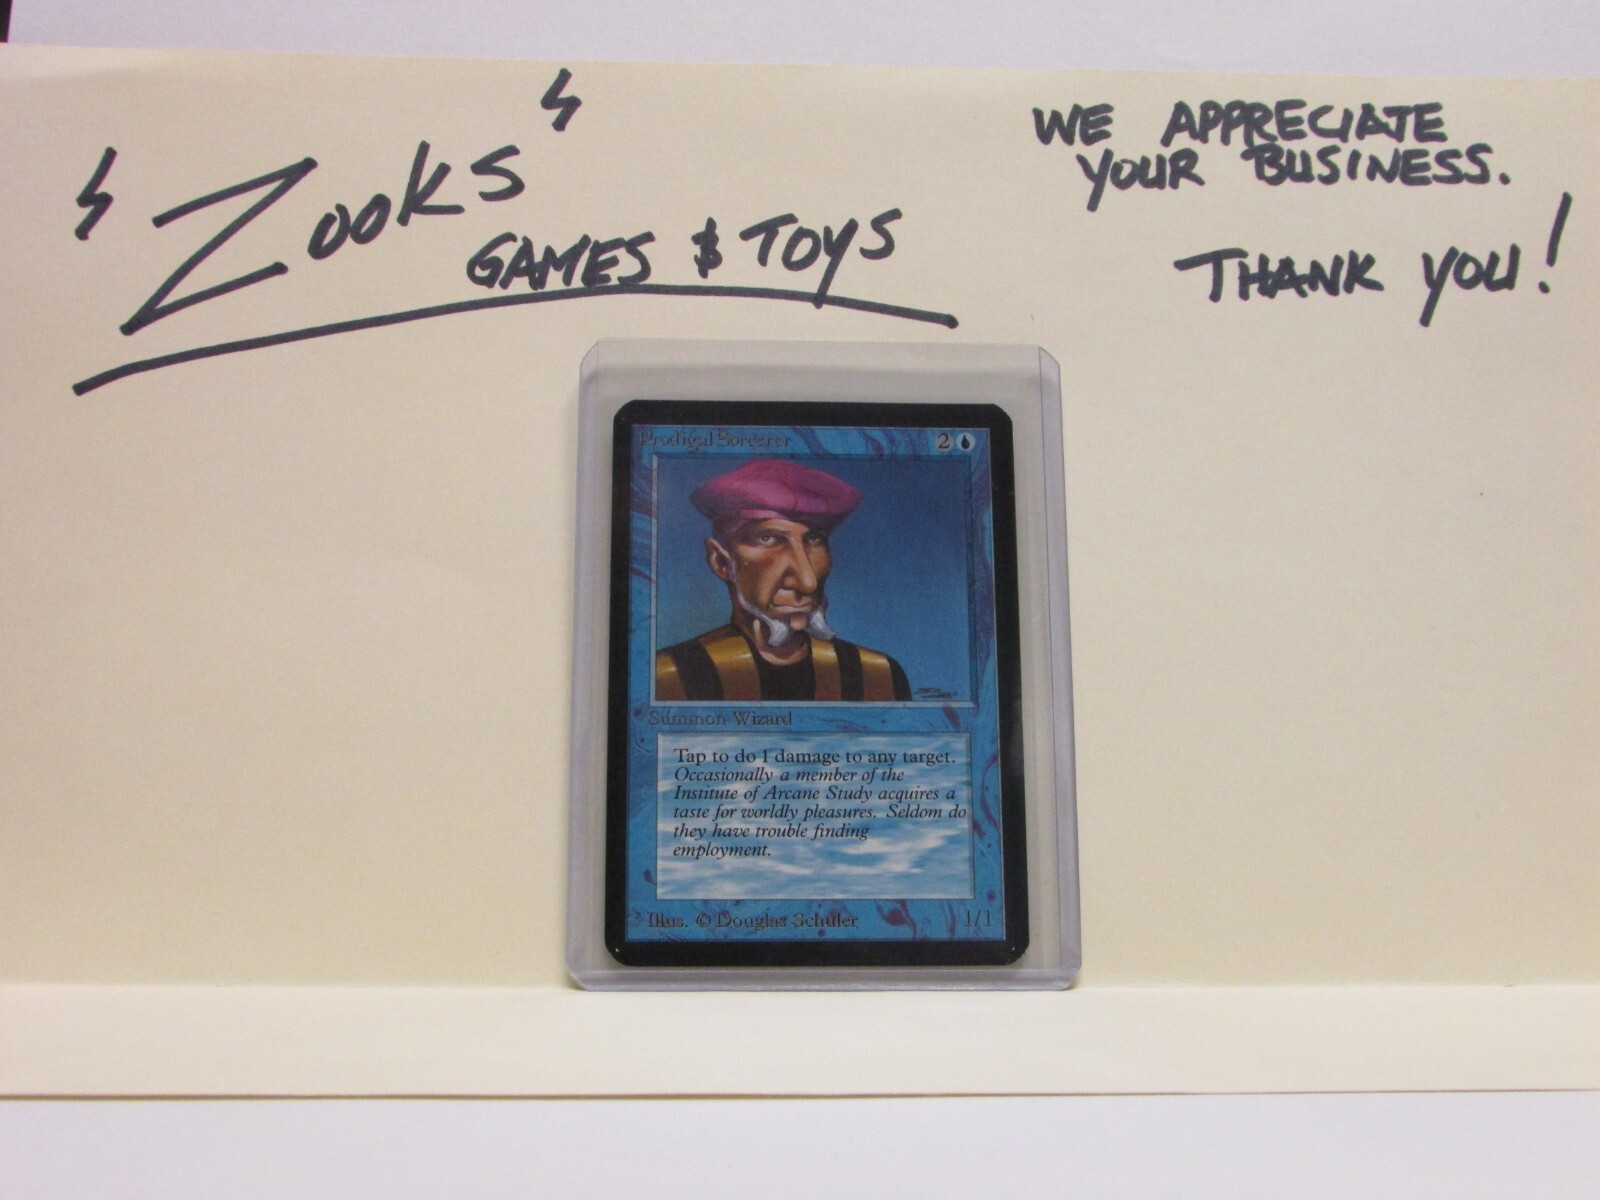 Zooks
GAMES & TOYS
WE APPRECIATE
YOUR BUSINESS.
THANK YOU!
Prodigal Sorcerer 2
Summon Wizard
Tap to do 1 damage to any target.
Occasionally a member of the
Institute of Arcane Study acquires a
taste for worldly pleasures. Seldom do
they have trouble finding
employment.
Illus. © Douglas Schuler 1/1